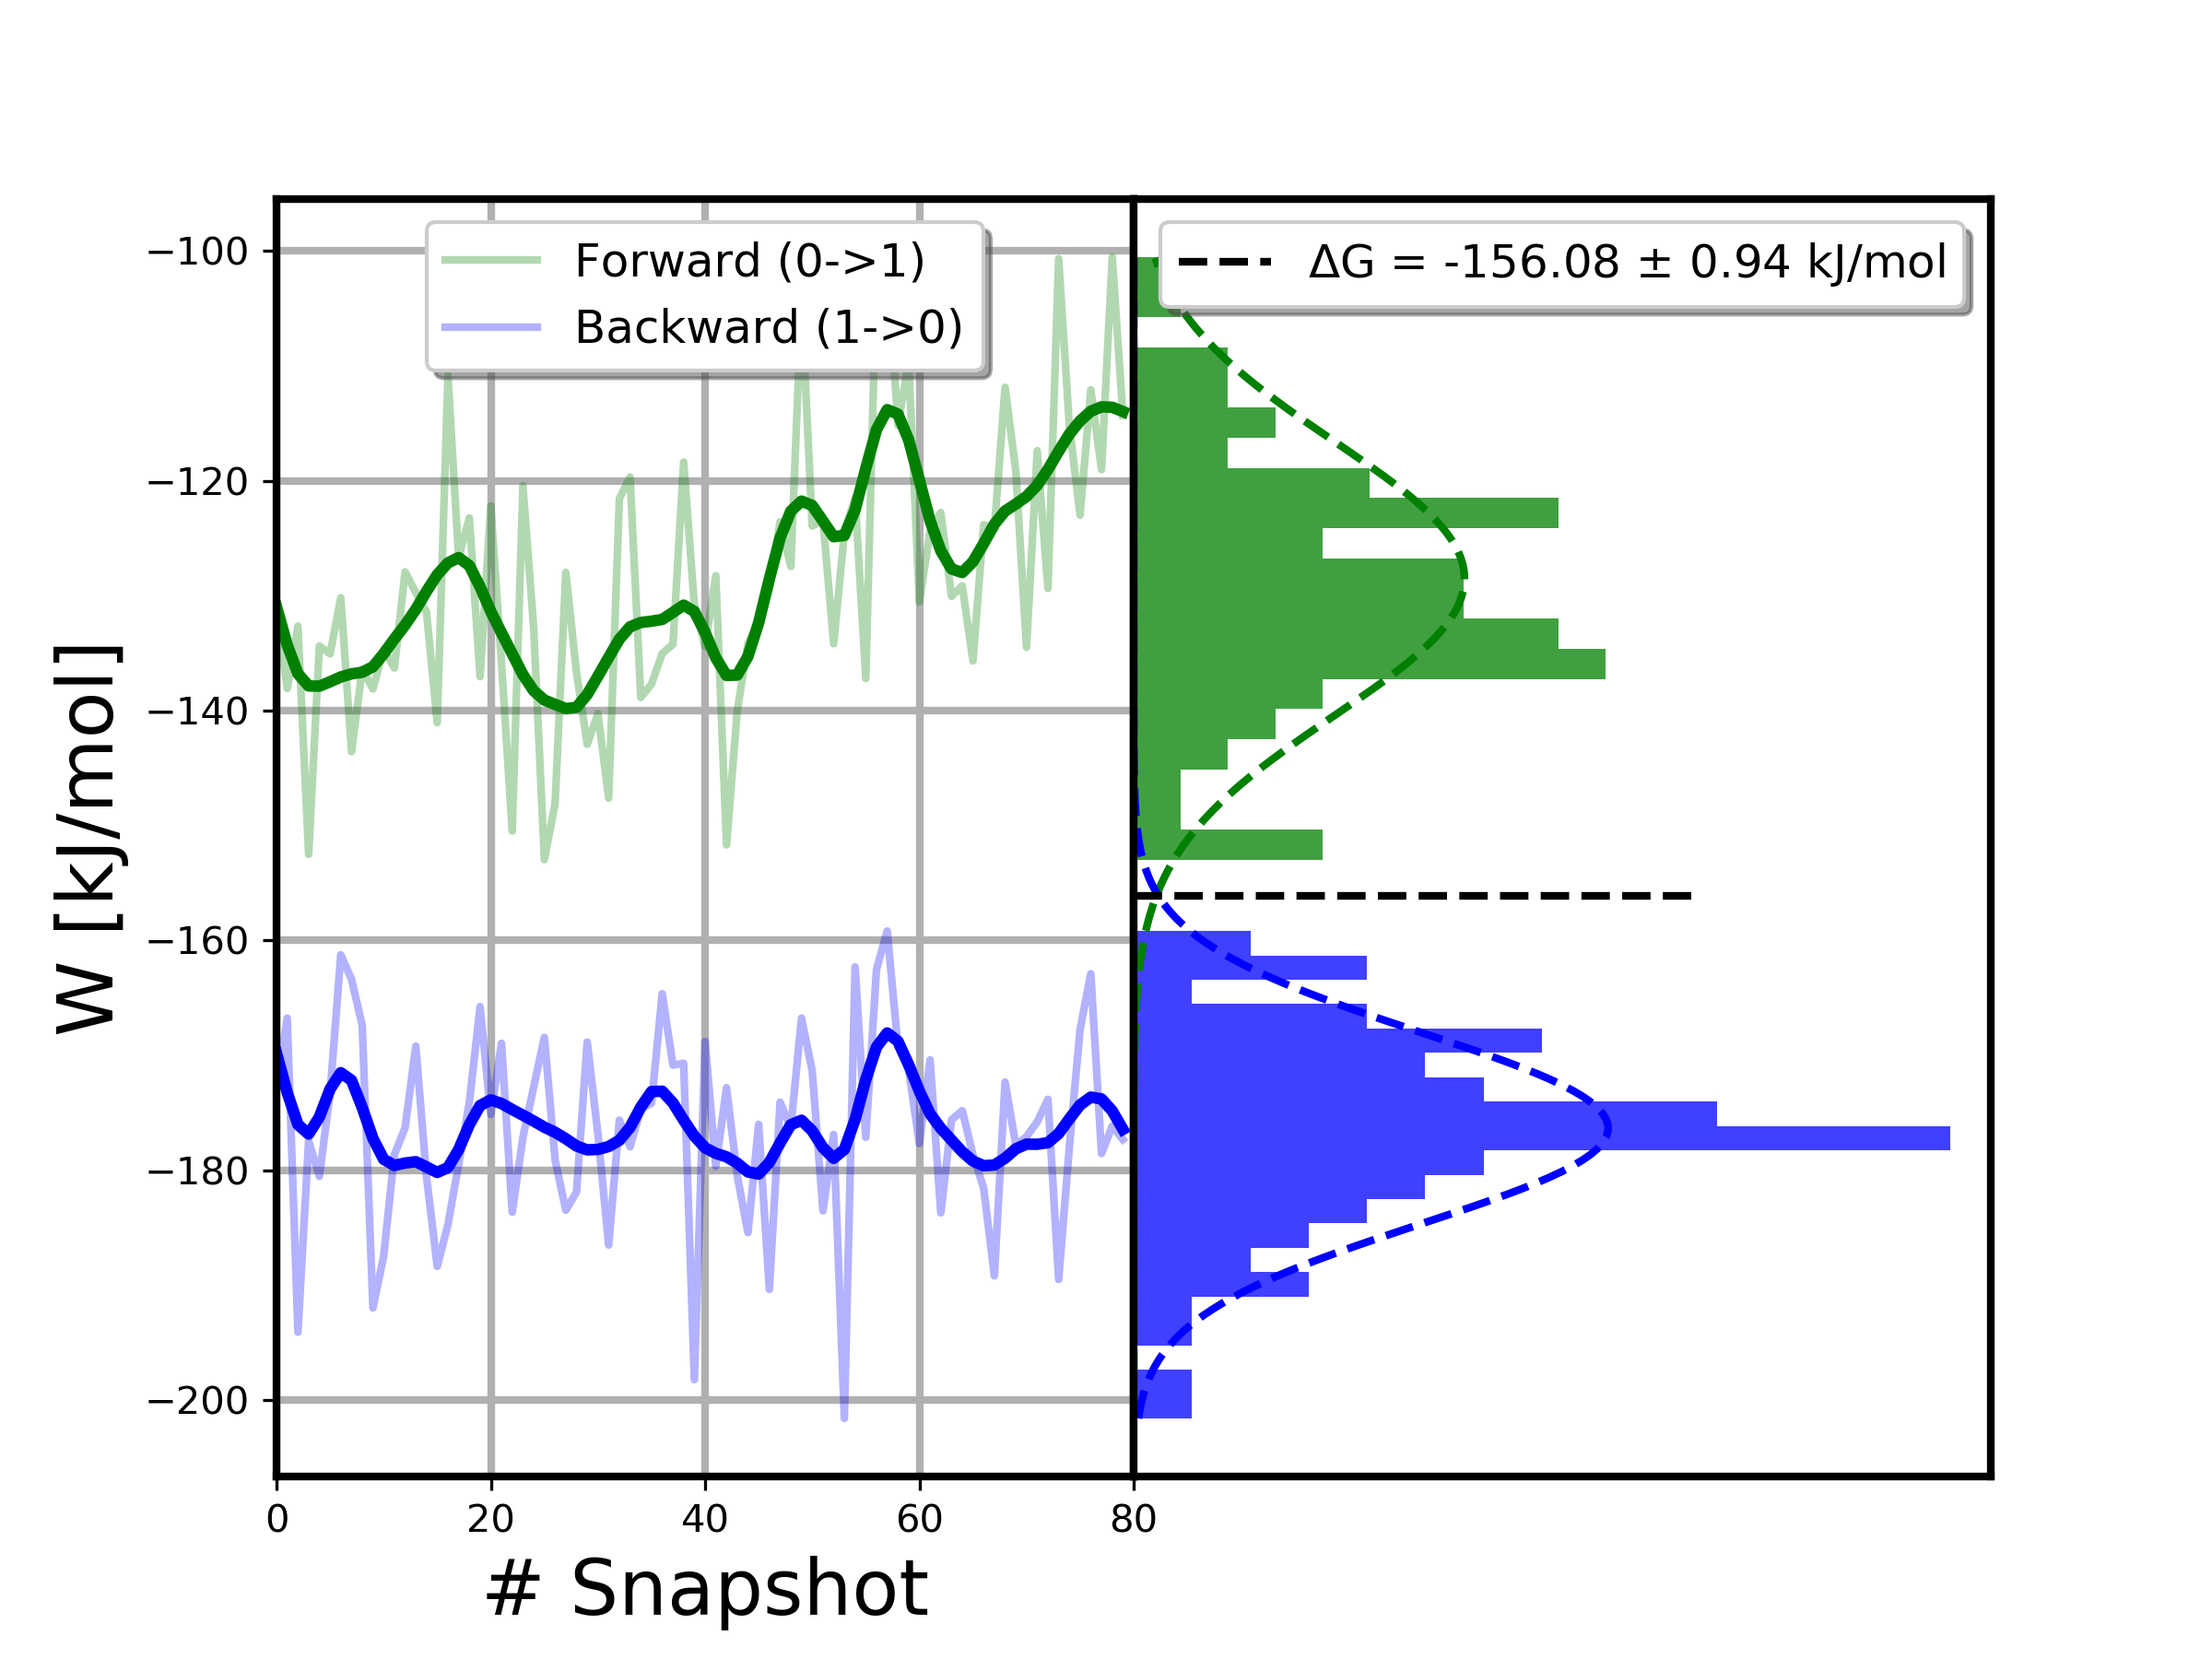 Forward (0->1)
Backward (1->0)
ΔG = -156.08 ± 0.94 kJ/mol
W [kJ/mol]
−100
−120
−140
−160
−180
−200
0
20
40
60
80
# Snapshot